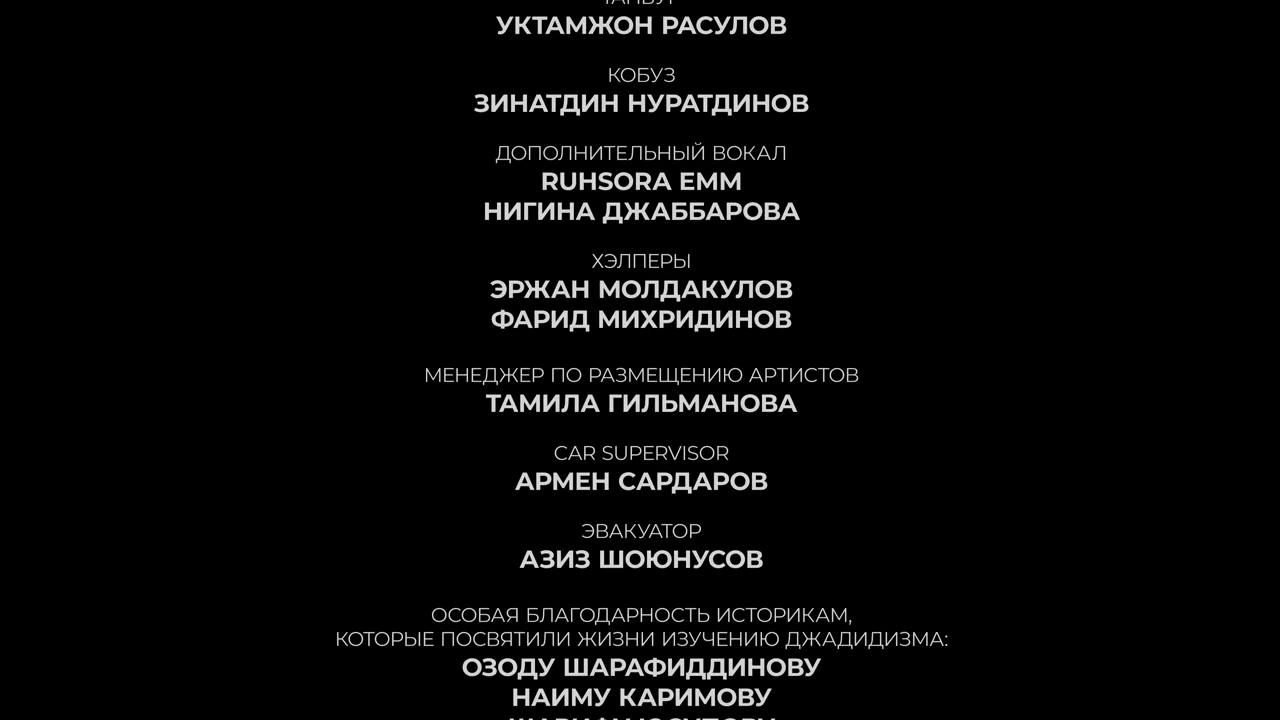 УКТАМЖОН РАСУЛОВ
КОБУЗ
ЗИНАТДИН НУРАТДИНОВ
ДОПОЛНИТЕЛЬНЫЙ ВОКАЛ
RUHSORA EMM
НИГИНА ДЖАББАРОВА
ХЭЛПЕРЫ
ЭРЖАН МОЛДАКУЛОВ
ФАРИД МИХРИДИНОВ
МЕНЕДЖЕР ПО РАЗМЕЩЕНИЮ АРТИСТОВ
ТАМИЛА ГИЛЬМАНОВА
CAR SUPERVISOR
АРМЕН САРДАРОВ
ЭВАКУАТОР
АЗИЗ ШОЮНУСОВ
ОСОБАЯ БЛАГОДАРНОСТЬ ИСТОРИКАМ,
КОТОРЫЕ ПОСВЯТИЛИ ЖИЗНИ ИЗУЧЕНИЮ ДЖАДИДИЗМА:
ОЗОДУ ШАРАФИДДИНОВУ
НАИМУ КАРИМОВУ